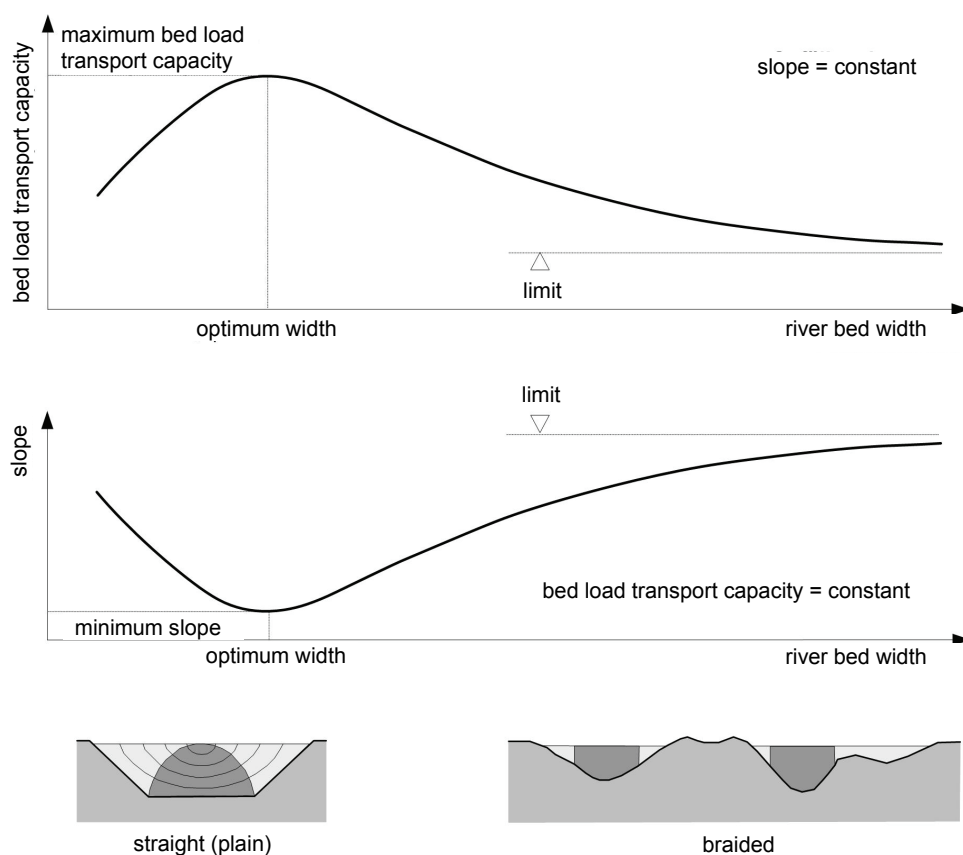 maximum bed load
transport capacity
slope = constant
bed load transport capacity
limit
optimum width
river bed width
limit
slope
bed load transport capacity = constant
minimum slope
optimum width
river bed width
straight (plain)
braided